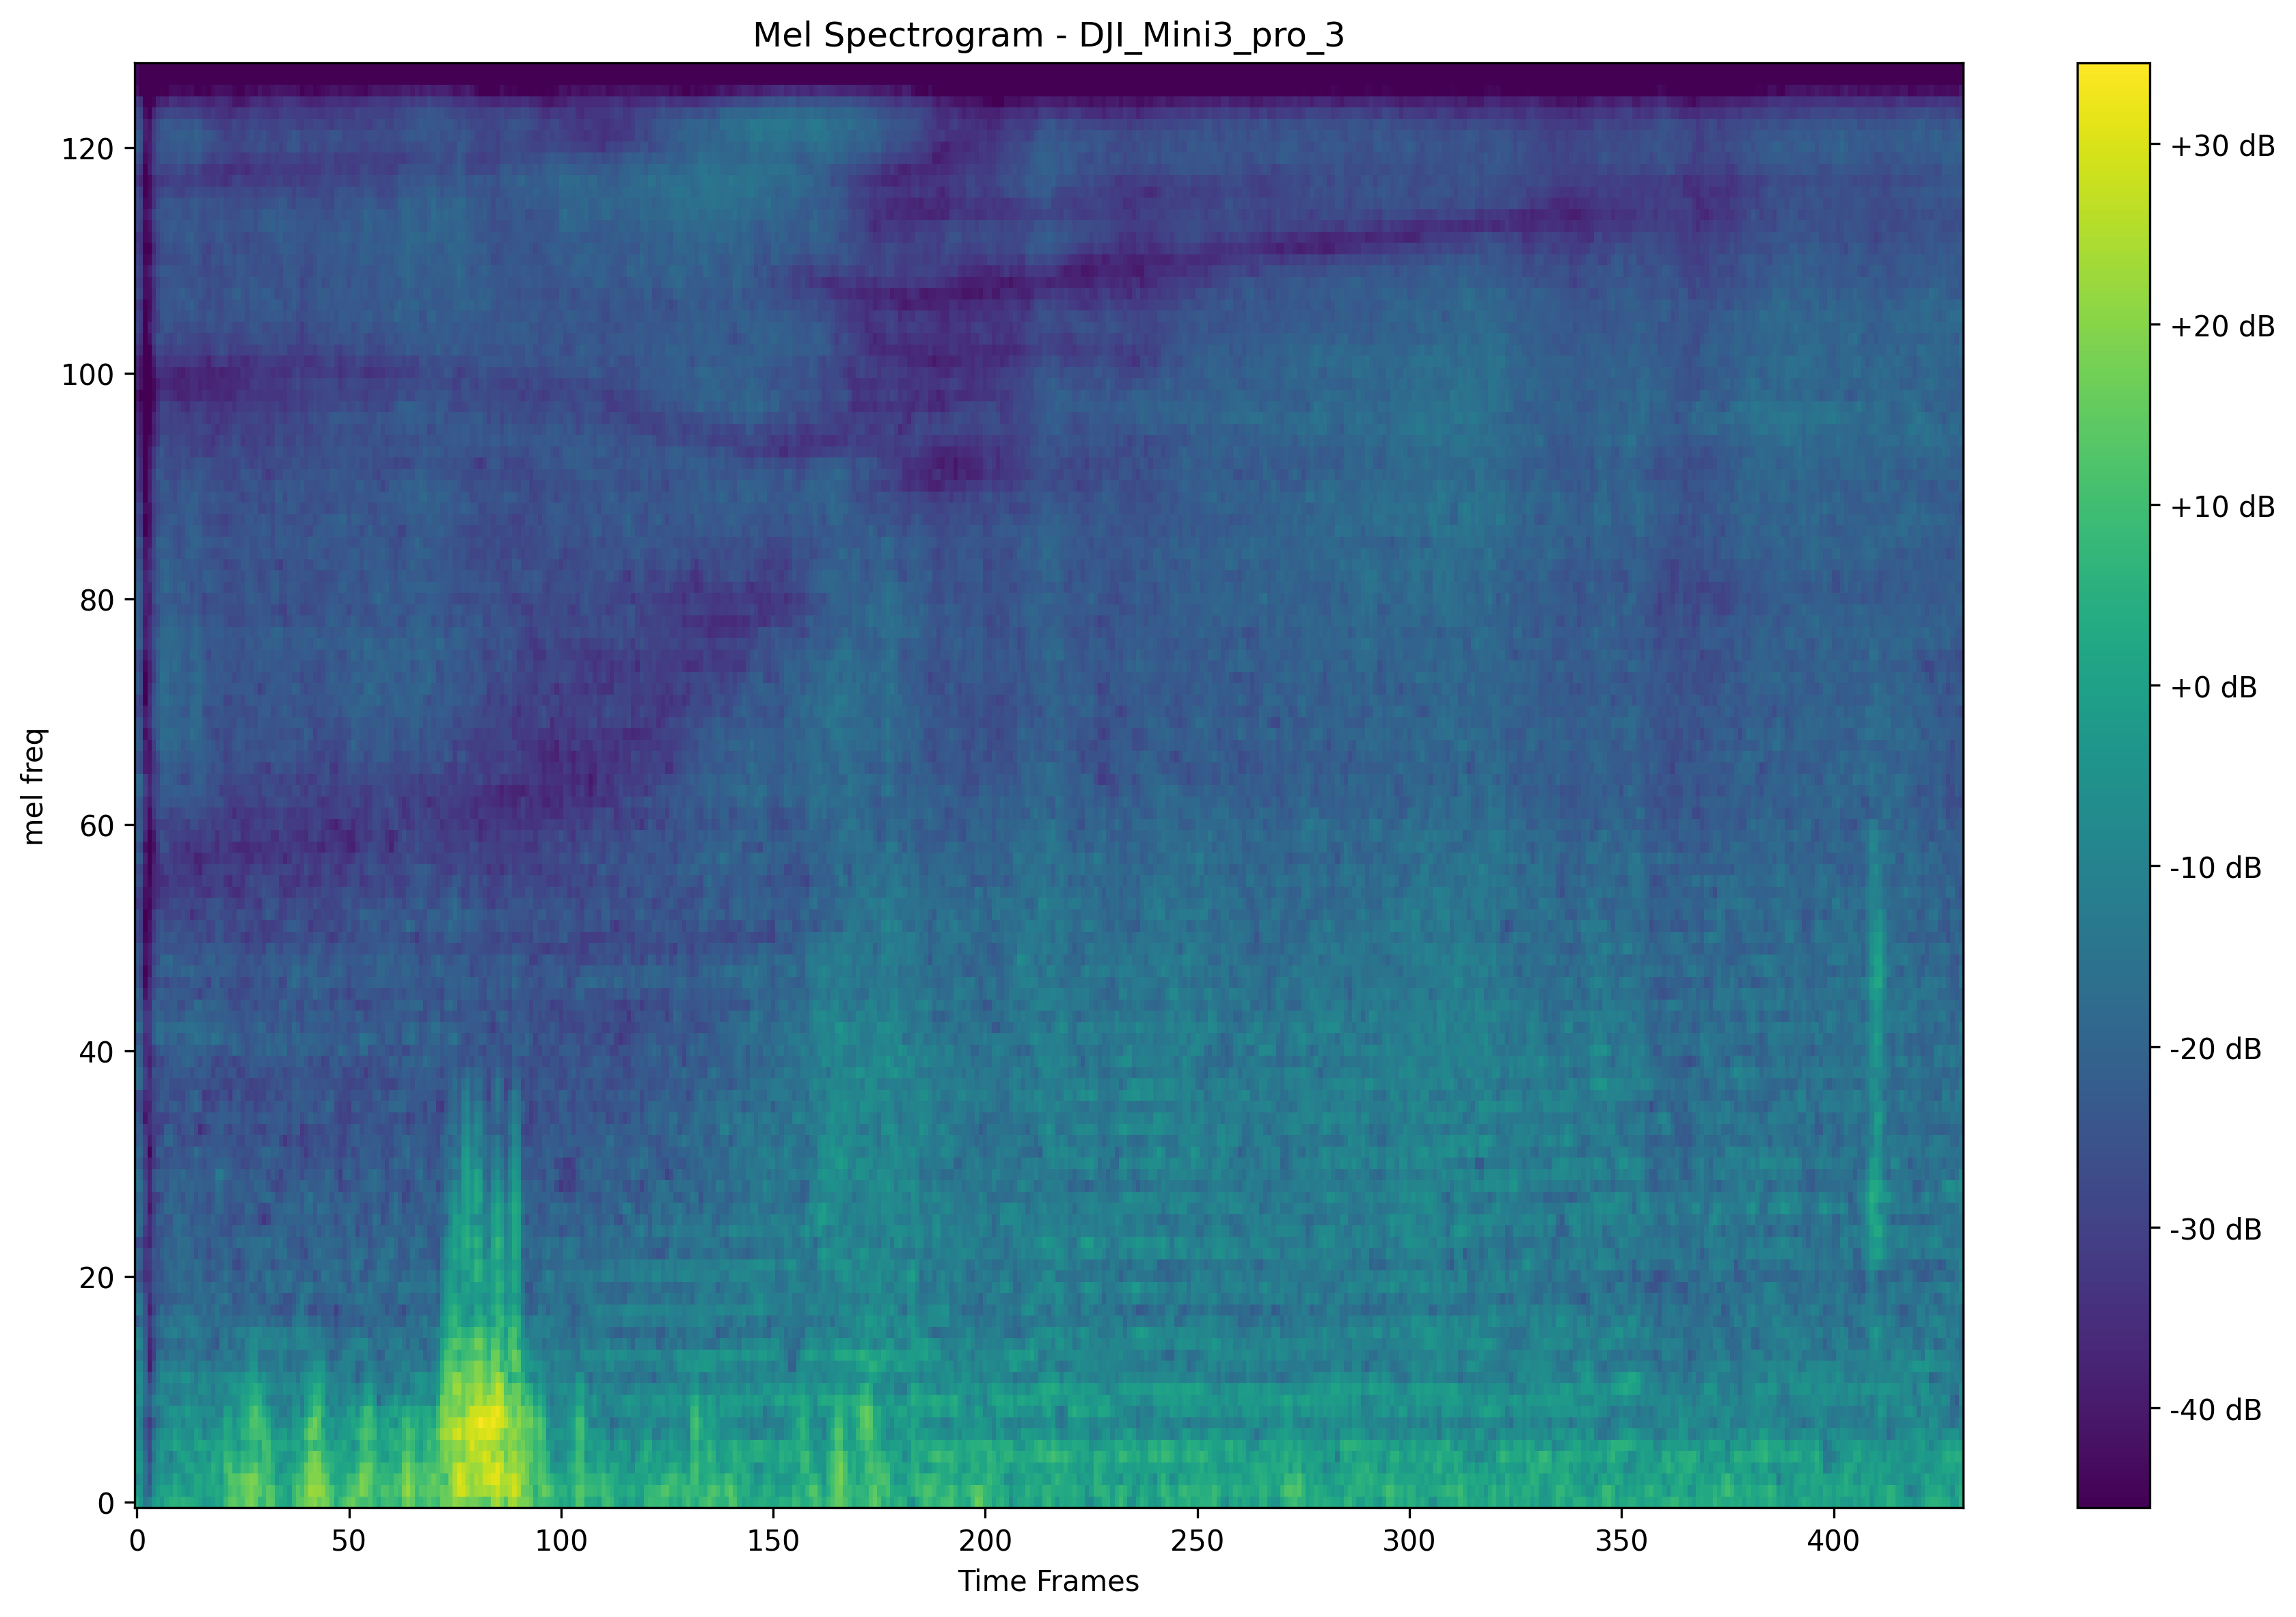 Mel Spectrogram - DJI_Mini3_pro_3
mel freq
120
100
80
60
40
20
0
0 50 100 150 200 250 300 350 400
Time Frames
+30 dB
+20 dB
+10 dB
+0 dB
-10 dB
-20 dB
-30 dB
-40 dB